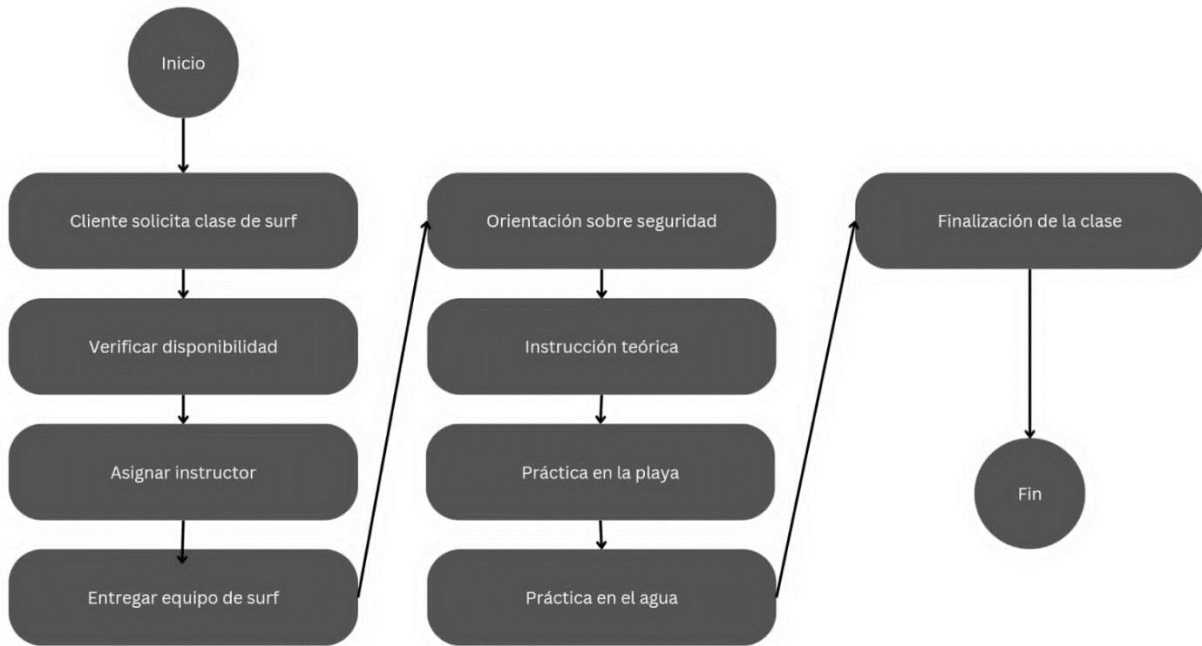 Inicio
Cliente solicita clase de surf
Verificar disponibilidad
Asignar instructor
Entregar equipo de surf
Orientación sobre seguridad
Instrucción teórica
Práctica en la playa
Práctica en el agua
Finalización de la clase
Fin